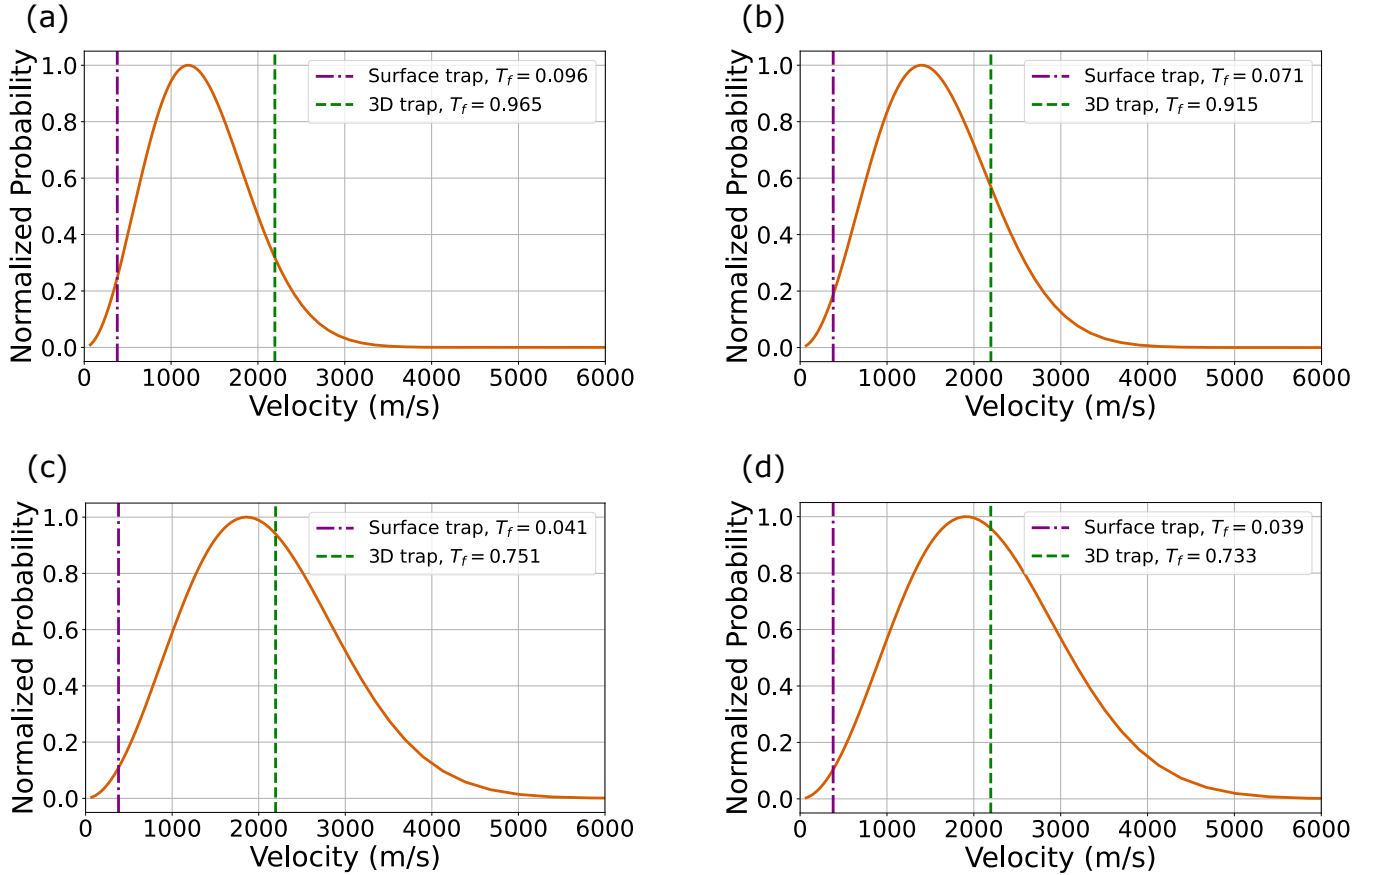 (a)
Normalized Probability
1.0
0.8
0.6
0.4
0.2
0.0
Surface trap, T_f = 0.096
3D trap, T_f = 0.965
0 1000 2000 3000 4000 5000 6000
Velocity (m/s)
(b)
Normalized Probability
1.0
0.8
0.6
0.4
0.2
0.0
Surface trap, T_f = 0.071
3D trap, T_f = 0.915
0 1000 2000 3000 4000 5000 6000
Velocity (m/s)
(c)
Normalized Probability
1.0
0.8
0.6
0.4
0.2
0.0
Surface trap, T_f = 0.041
3D trap, T_f = 0.751
0 1000 2000 3000 4000 5000 6000
Velocity (m/s)
(d)
Normalized Probability
1.0
0.8
0.6
0.4
0.2
0.0
Surface trap, T_f = 0.039
3D trap, T_f = 0.733
0 1000 2000 3000 4000 5000 6000
Velocity (m/s)